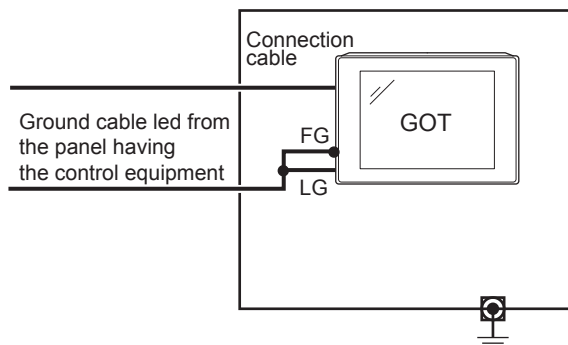 Connection
cable
Ground cable led from
the panel having
the control equipment
FG
LG
GOT